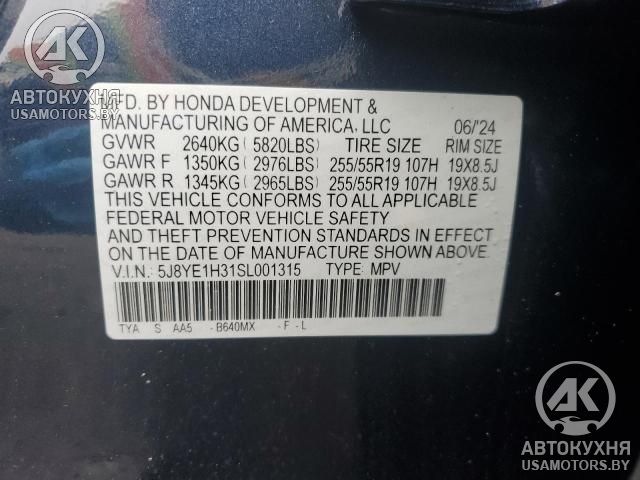 AK
АВТОКУХНЯ
USAMOTORS.BY
MFD. BY HONDA DEVELOPMENT &
MANUFACTURING OF AMERICA, LLC 06/'24
GVWR 2640KG( 5820LBS) TIRE SIZE RIM SIZE
GAWR F 1350KG( 2976LBS) 255/55R19 107H 19X8.5J
GAWR R 1345KG( 2965LBS) 255/55R19 107H 19X8.5J
THIS VEHICLE CONFORMS TO ALL APPLICABLE
FEDERAL MOTOR VEHICLE SAFETY
AND THEFT PREVENTION STANDARDS IN EFFECT
ON THE DATE OF MANUFACTURE SHOWN ABOVE.
V.I.N.: 5J8YE1H31SL001315 TYPE: MPV
TYA S AA5 -B640MX -F-L
AK
АВТОКУХНЯ
USAMOTORS.BY